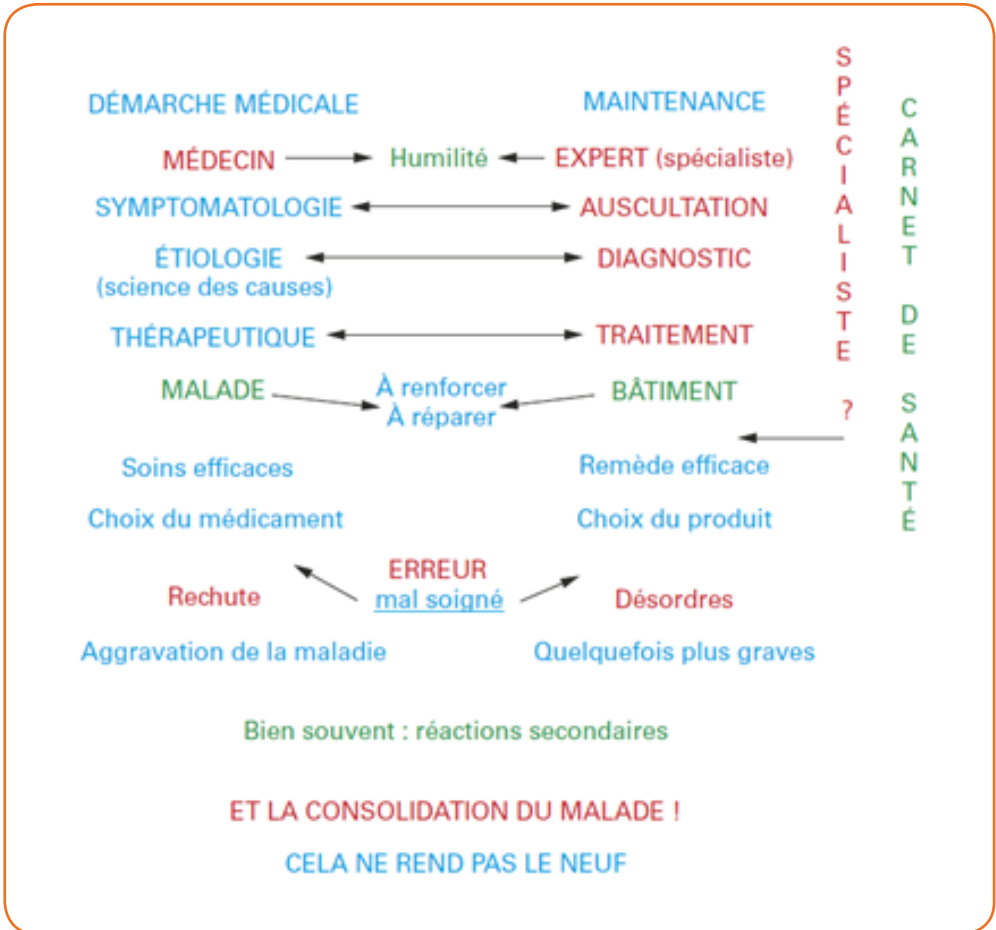 DÉMARCHE MÉDICALE
MAINTENANCE
MÉDECIN
Humilité
EXPERT (spécialiste)
SYMPTOMATOLOGIE
AUSCULTATION
ÉTIOLOGIE
(science des causes)
DIAGNOSTIC
THÉRAPEUTIQUE
TRAITEMENT
MALADE
À renforcer
À réparer
BÂTIMENT
Soins efficaces
Remède efficace
Choix du médicament
Choix du produit
ERREUR
mal soigné
Rechute
Désordres
Aggravation de la maladie
Quelquefois plus graves
Bien souvent : réactions secondaires
ET LA CONSOLIDATION DU MALADE !
CELA NE REND PAS LE NEUF
SPÉCIALISTE ?
CARNET DE SANTÉ